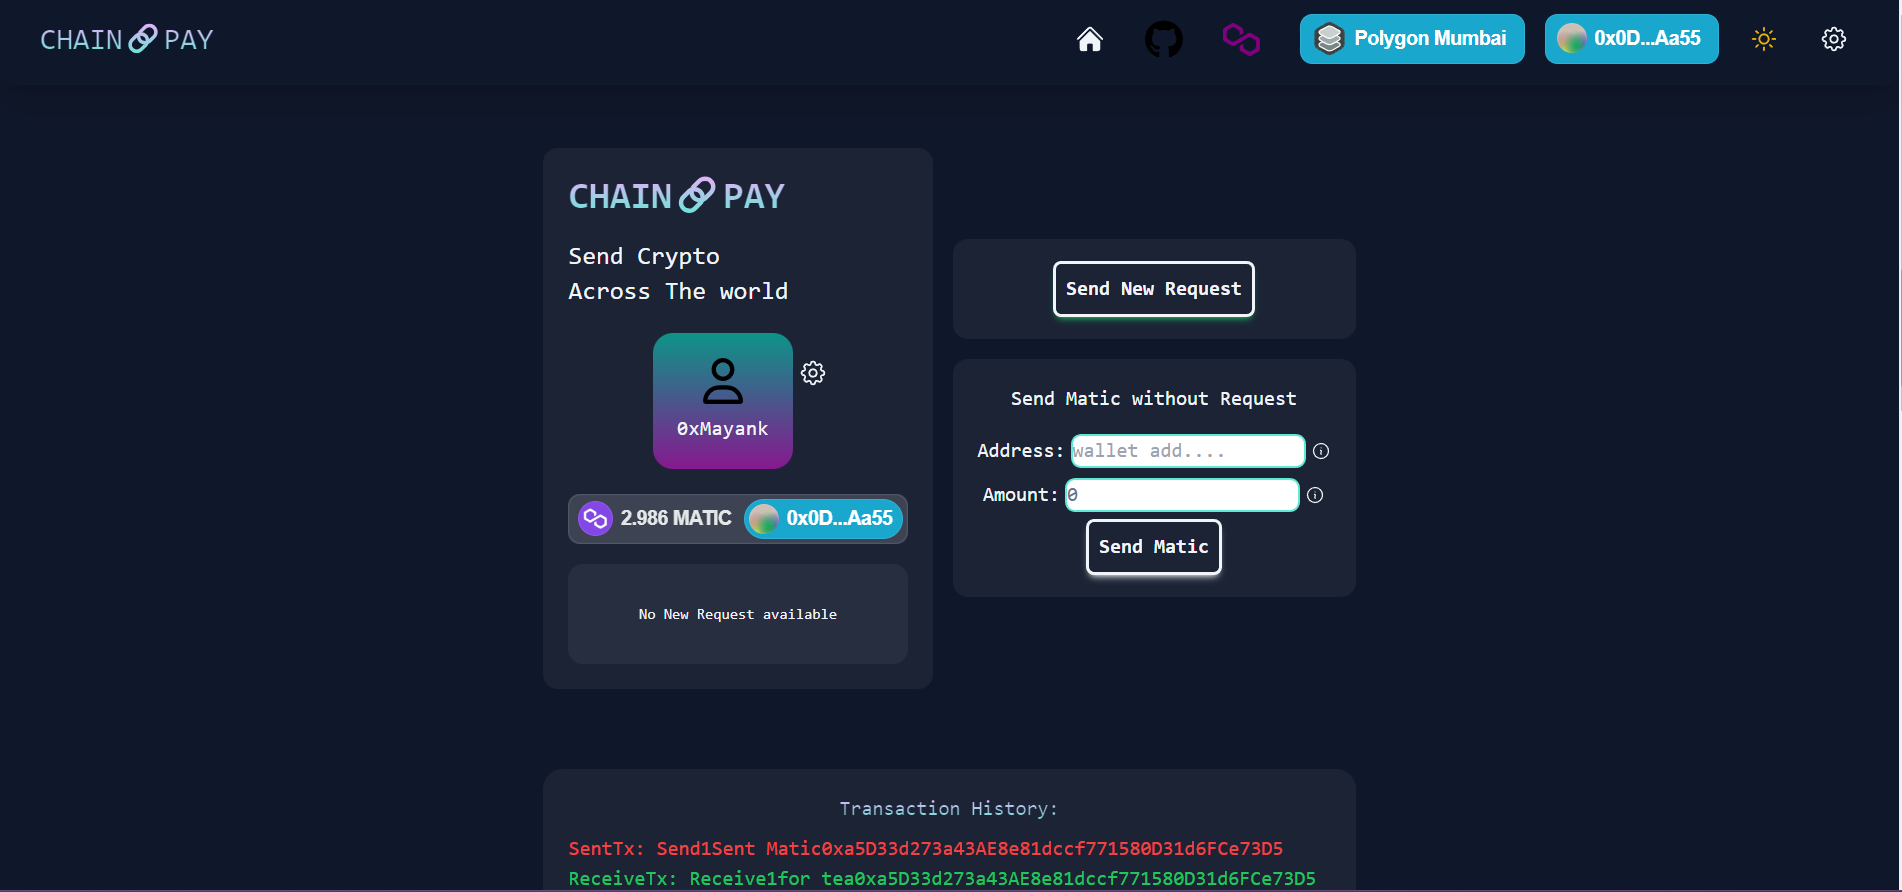 CHAIN PAY
Polygon Mumbai
0x0D...Aa55
CHAIN PAY
Send Crypto
Across The world
0xMayank
2.986 MATIC
0x0D...Aa55
No New Request available
Send New Request
Send Matic without Request
Address: wallet add....
Amount: 0
Send Matic
Transaction History:
SentTx: Send1Sent Matic0xa5D33d273a43AE8e81dccf771580D31d6FCe73D5
ReceiveTx: Receive1for tea0xa5D33d273a43AE8e81dccf771580D31d6FCe73D5